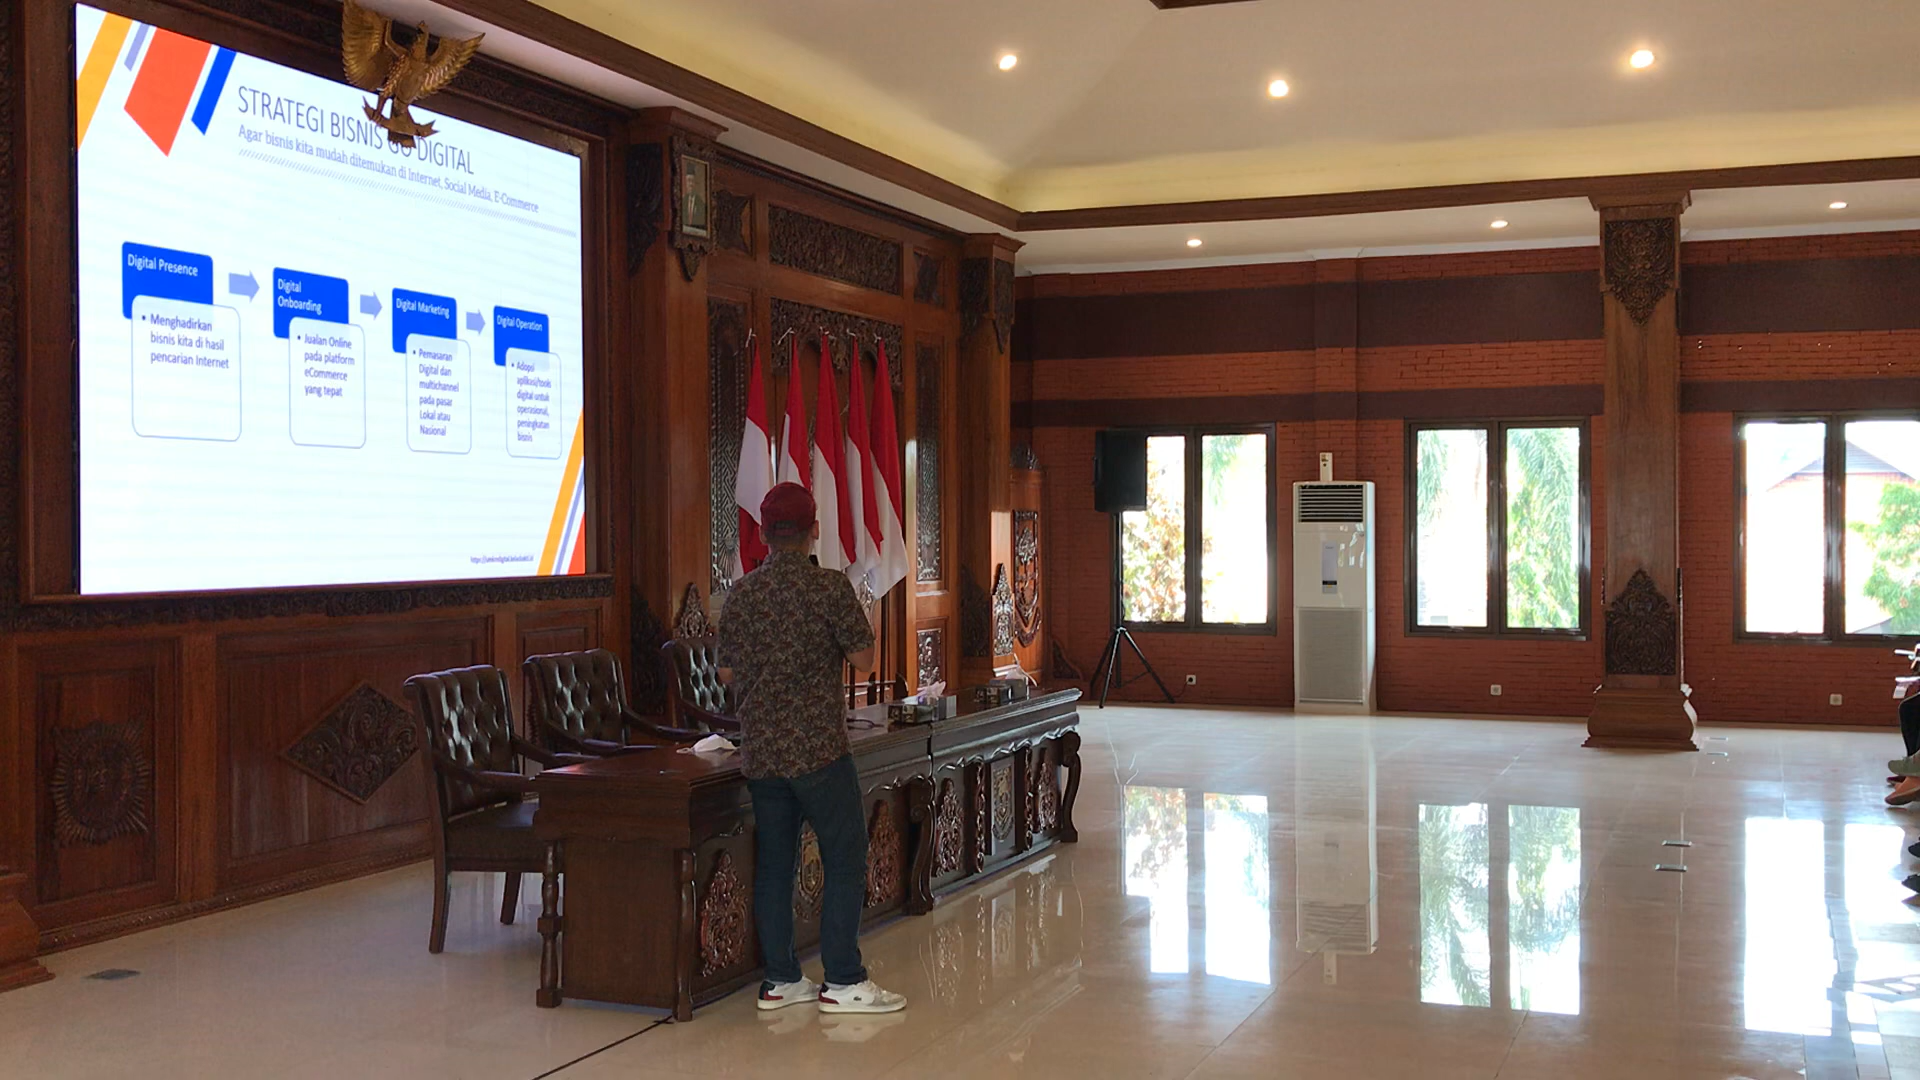 STRATEGI BISNIS GO DIGITAL
Agar bisnis kita mudah ditemukan di Internet, Social Media, E-Commerce
Digital Presence
• Menghadirkan
bisnis kita di hasil
pencarian Internet
Digital
Onboarding
• Jualan Online
pada platform
eCommerce
yang tepat
Digital Marketing
• Pemasaran
Digital dan
multichannel
pada pasar
Lokal atau
Nasional
Digital Operation
• Adopsi
aplikasi/tools
digital untuk
operasional,
peningkatan
bisnis